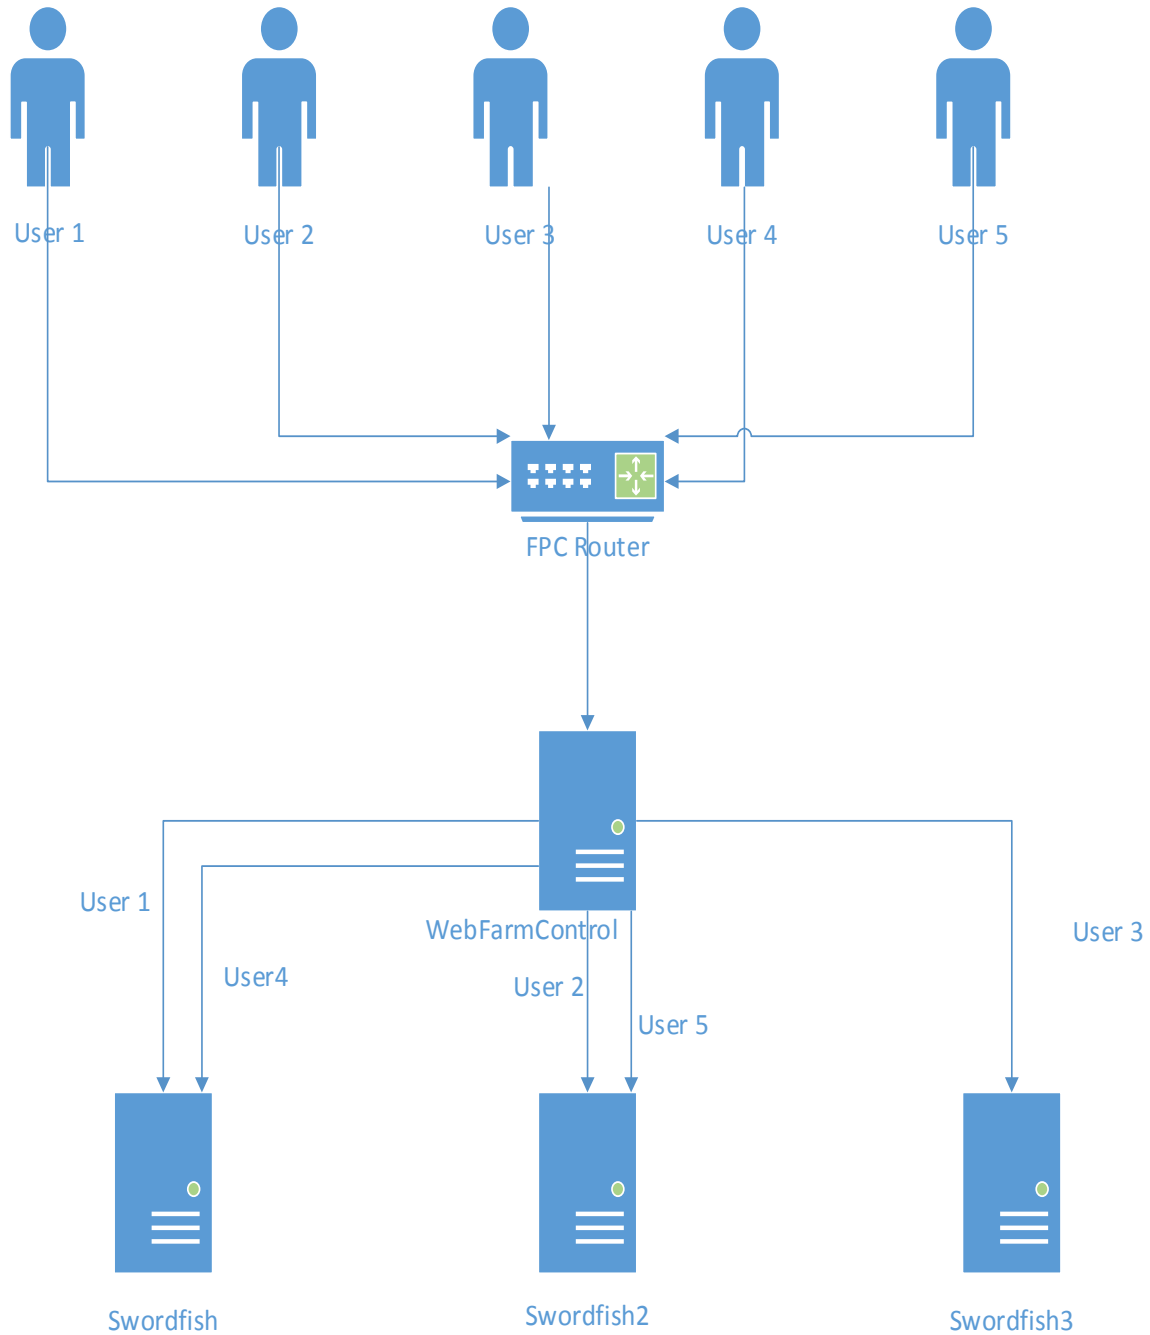 User 1
User 2
User 3
User 4
User 5
FPC Router
User 1
WebFarmControl
User 3
User4
User 2
User 5
Swordfish
Swordfish2
Swordfish3